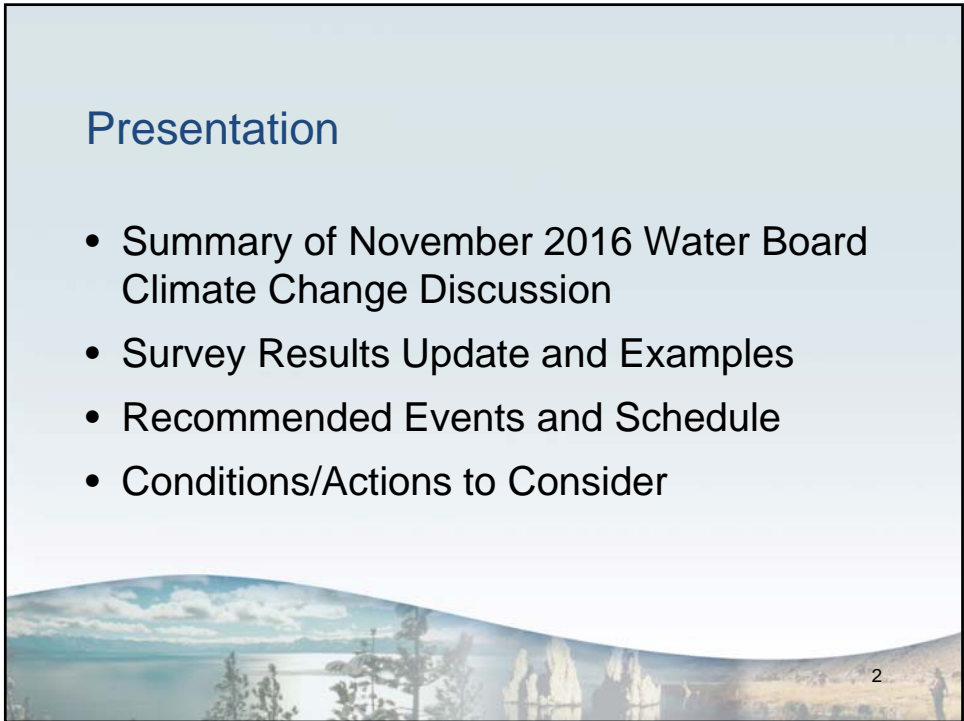 Presentation
• Summary of November 2016 Water Board
Climate Change Discussion
• Survey Results Update and Examples
• Recommended Events and Schedule
• Conditions/Actions to Consider
2